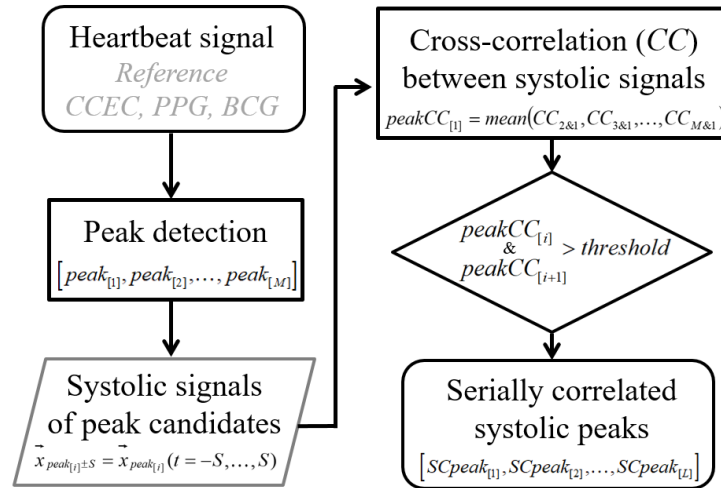 Heartbeat signal
Reference
CCEC, PPG, BCG
Peak detection
[peak[1], peak[2],…, peak[M]]
Systolic signals
of peak candidates
x⃗ peak[i]±S = x⃗ peak[i] (t = −S,…, S)
Cross-correlation (CC)
between systolic signals
peakCC[1] = mean(CC2&1, CC3&1,…, CCM&1)
peakCC[i]
& > threshold
peakCC[i+1]
Serially correlated
systolic peaks
[SCpeak[1], SCpeak[2],…, SCpeak[L]]